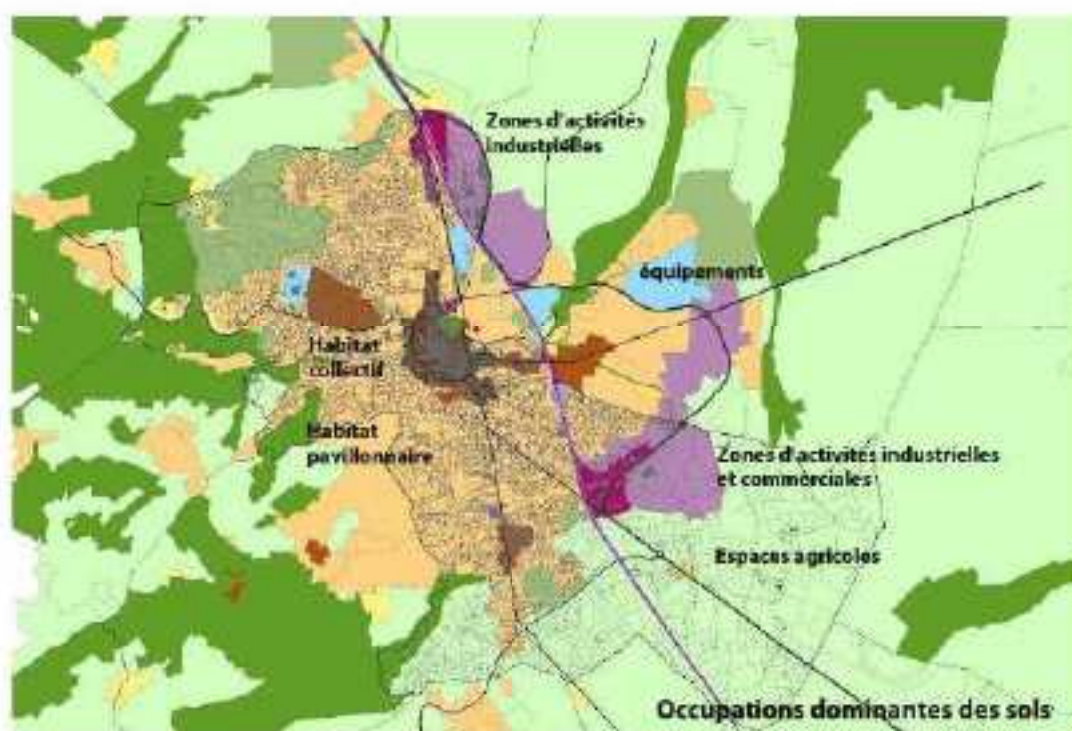 Zones d'activités
industrielles
équipements
Habitat
collectif
Habitat
pavillonnaire
Zones d'activités industrielles
et commerciales
Espaces agricoles
Occupations dominantes des sols